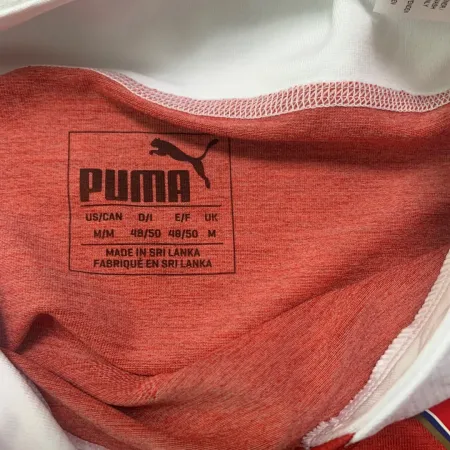 PUMA
US/CAN D/I E/F UK
M/M 48/50 48/50 M
MADE IN SRI LANKA
FABRIQUÉ EN SRI LANKA